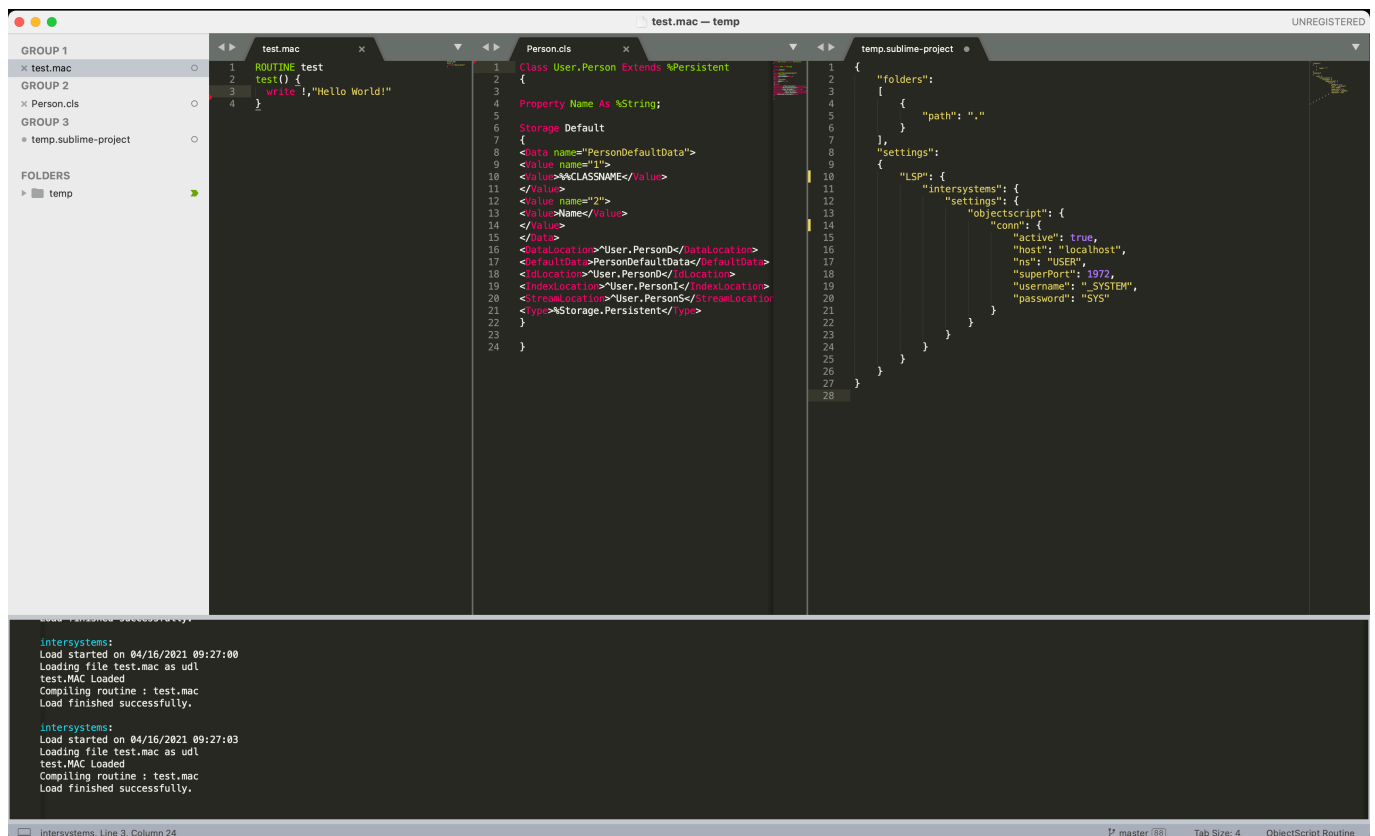 test.mac — temp
UNREGISTERED
GROUP 1
test.mac
GROUP 2
Person.cls
GROUP 3
temp.sublime-project
FOLDERS
temp
test.mac
1 ROUTINE test
2 test() {
3   write !,"Hello World!"
4 }
Person.cls
1 Class User.Person Extends %Persistent
2 {
3
4 Property Name As %String;
5
6 Storage Default
7 {
8 <Data name="PersonDefaultData">
9 <Value name="1">
10 <Value>%%CLASSNAME</Value>
11 </Value>
12 <Value name="2">
13 <Value>Name</Value>
14 </Value>
15 </Data>
16 <DataLocation>^User.PersonD</DataLocation>
17 <DefaultData>PersonDefaultData</DefaultData>
18 <IdLocation>^User.PersonD</IdLocation>
19 <IndexLocation>^User.PersonI</IndexLocation>
20 <StreamLocation>^User.PersonS</StreamLocation
21 <Type>%Storage.Persistent</Type>
22 }
23
24 }
temp.sublime-project
1 {
2     "folders":
3     [
4         {
5             "path": "."
6         }
7     ],
8     "settings":
9     {
10         "LSP": {
11             "intersystems": {
12                 "settings": {
13                     "objectscript": {
14                         "conn": {
15                             "active": true,
16                             "host": "localhost",
17                             "ns": "USER",
18                             "superPort": 1972,
19                             "username": "_SYSTEM",
20                             "password": "SYS"
21                         }
22                     }
23                 }
24             }
25         }
26     }
27 }
28
Load finished successfully.
intersystems:
Load started on 04/16/2021 09:27:00
Loading file test.mac as udl
test.MAC Loaded
Compiling routine : test.mac
Load finished successfully.
intersystems:
Load started on 04/16/2021 09:27:03
Loading file test.mac as udl
test.MAC Loaded
Compiling routine : test.mac
Load finished successfully.
intersystems, Line 3, Column 24
master 88
Tab Size: 4
ObjectScript Routine